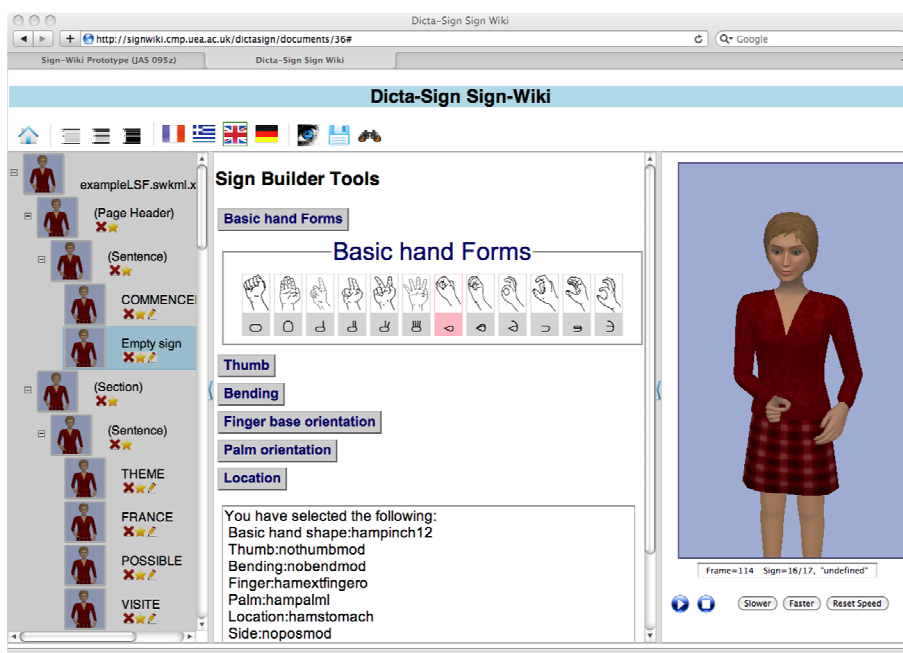 Dicta-Sign Sign Wiki
http://signwiki.cmp.uea.ac.uk/dictasign/documents/36#
Google
Sign-Wiki Prototype (JAS 095z)
Dicta-Sign Sign Wiki
Dicta-Sign Sign-Wiki
exampleLSF.swkml.x
(Page Header)
(Sentence)
COMMENCEI
Empty sign
(Section)
(Sentence)
THEME
FRANCE
POSSIBLE
VISITE
Sign Builder Tools
Basic hand Forms
Basic hand Forms
Thumb
Bending
Finger base orientation
Palm orientation
Location
You have selected the following:
Basic hand shape:hampinch12
Thumb:nothumbmod
Bending:nobendmod
Finger:hamextfingero
Palm:hampalml
Location:hamstomach
Side:noposmod
Frame=114 Sign=16/17, "undefined"
Slower
Faster
Reset Speed